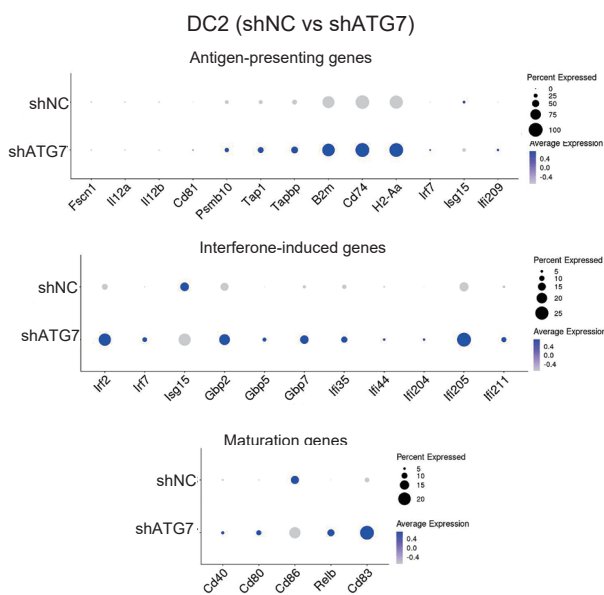 DC2 (shNC vs shATG7)
Antigen-presenting genes
shNC
shATG7
Fscn1 Il12a Il12b Cd81 Psmb10 Tap1 Tapbp B2m Cd74 H2-Aa Irf7 Isg15 Ifi209
Percent Expressed
0
25
50
75
100
Average Expression
0.4
0.0
-0.4
Interferone-induced genes
shNC
shATG7
Irf2 Irf7 Isg15 Gbp2 Gbp5 Gbp7 Ifi35 Ifi44 Ifi204 Ifi205 Ifi211
Percent Expressed
5
10
15
20
25
Average Expression
0.4
0.0
-0.4
Maturation genes
shNC
shATG7
Cd40 Cd80 Cd86 Relb Cd83
Percent Expressed
5
10
15
20
Average Expression
0.4
0.0
-0.4